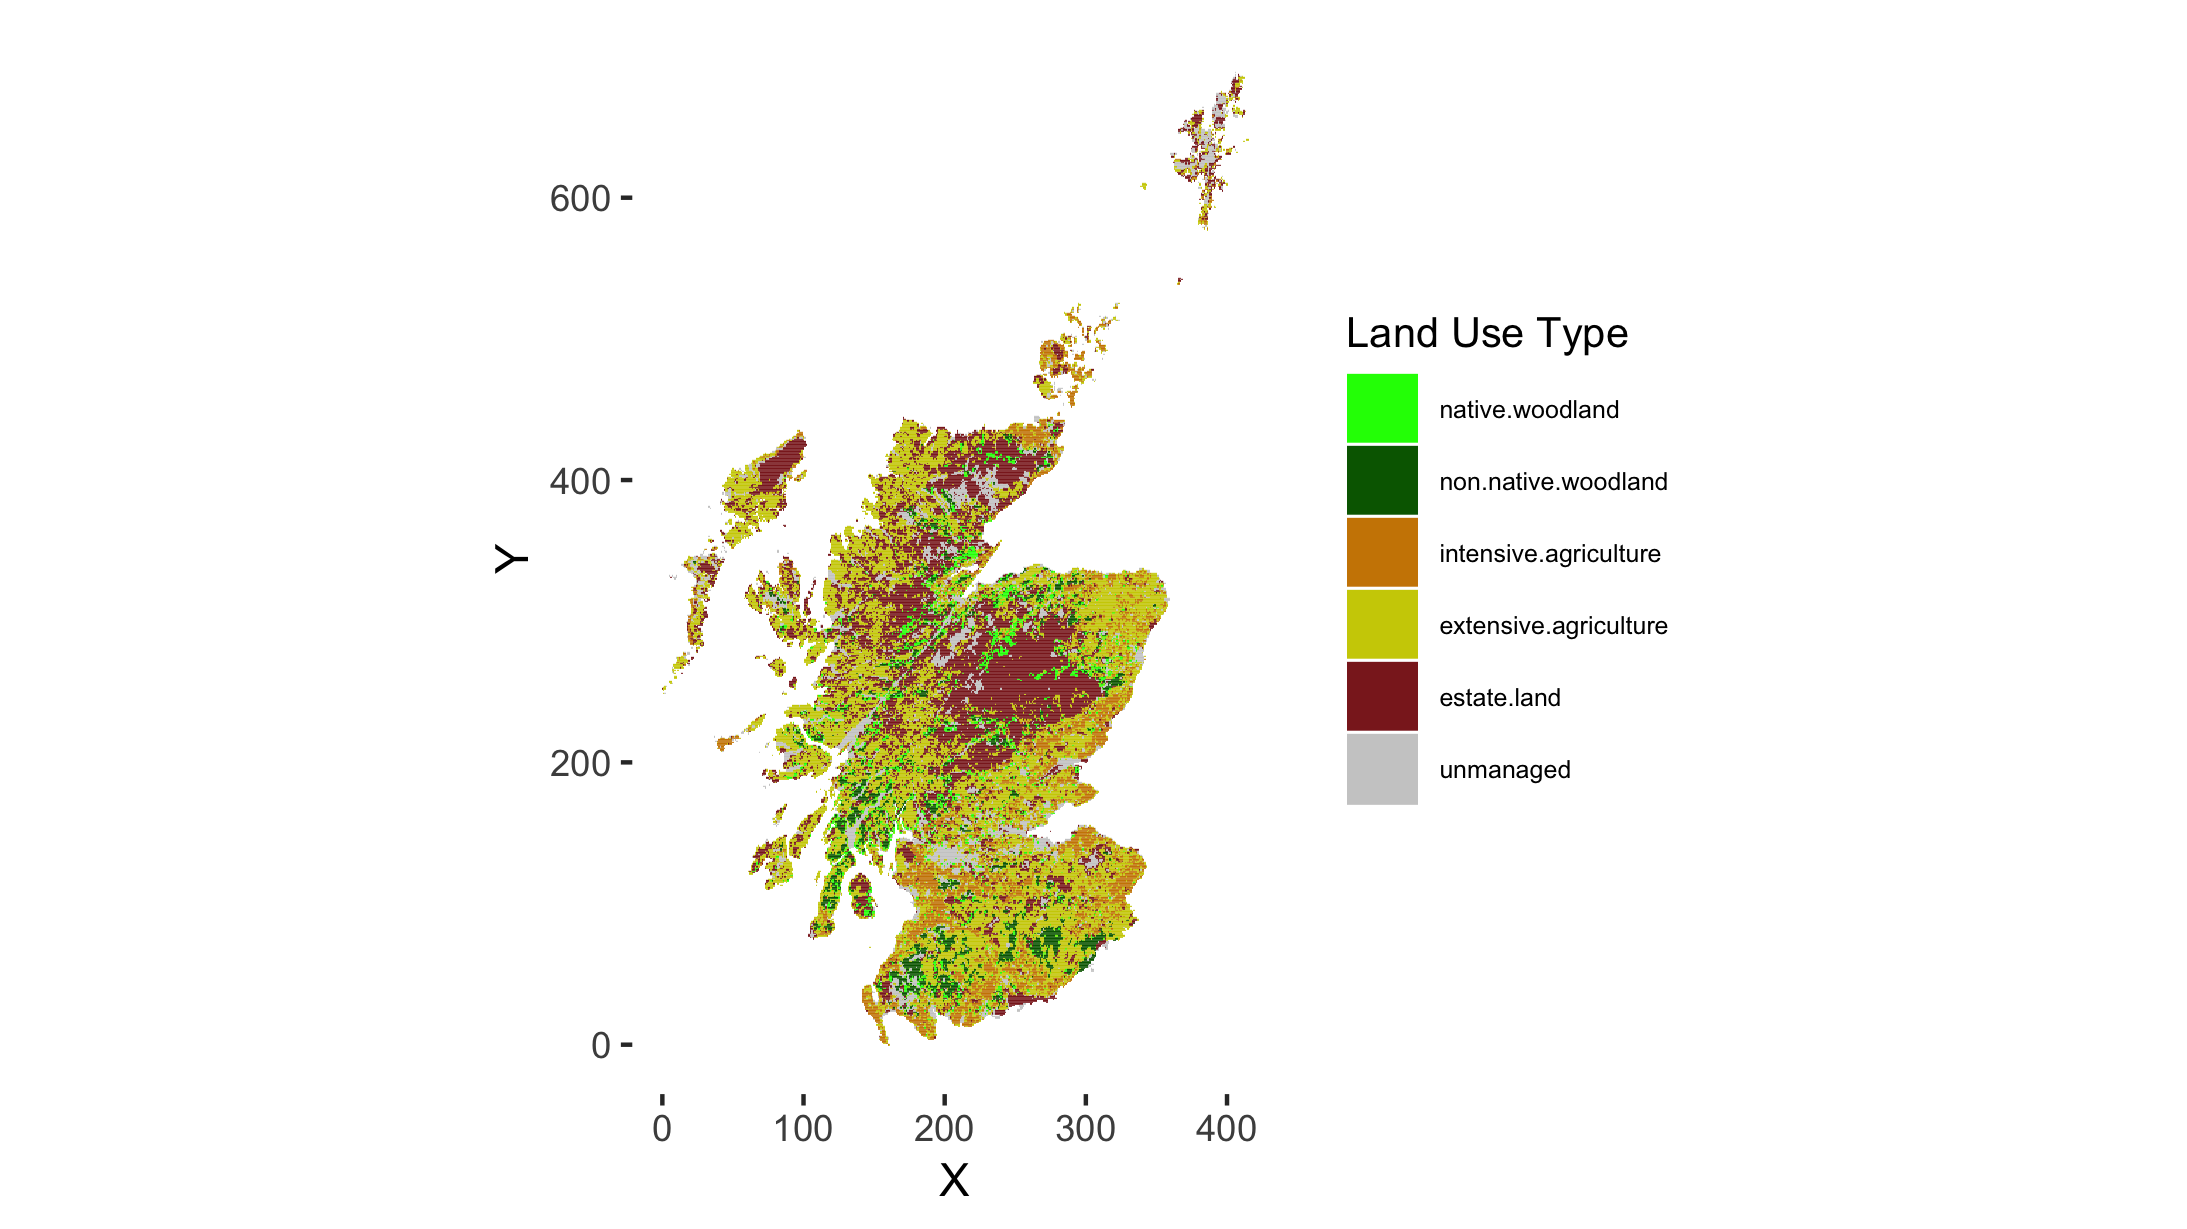 Y
600
400
200
0
0 100 200 300 400
X
Land Use Type
native.woodland
non.native.woodland
intensive.agriculture
extensive.agriculture
estate.land
unmanaged